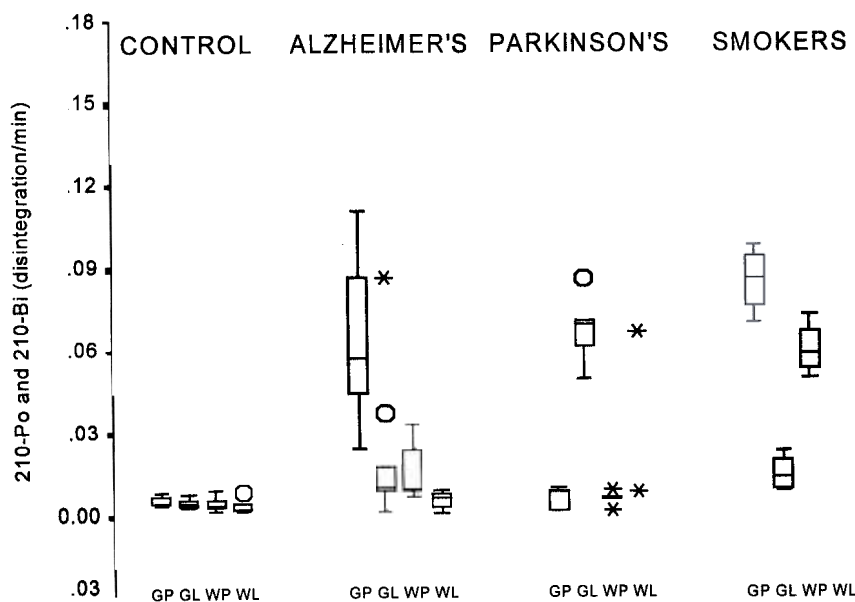 .18
CONTROL ALZHEIMER'S PARKINSON'S SMOKERS
.15
.12
.09
.06
.03
0.00
.03
210-Po and 210-Bi (disintegration/min)
GP GL WP WL GP GL WP WL GP GL WP WL GP GL WP WL